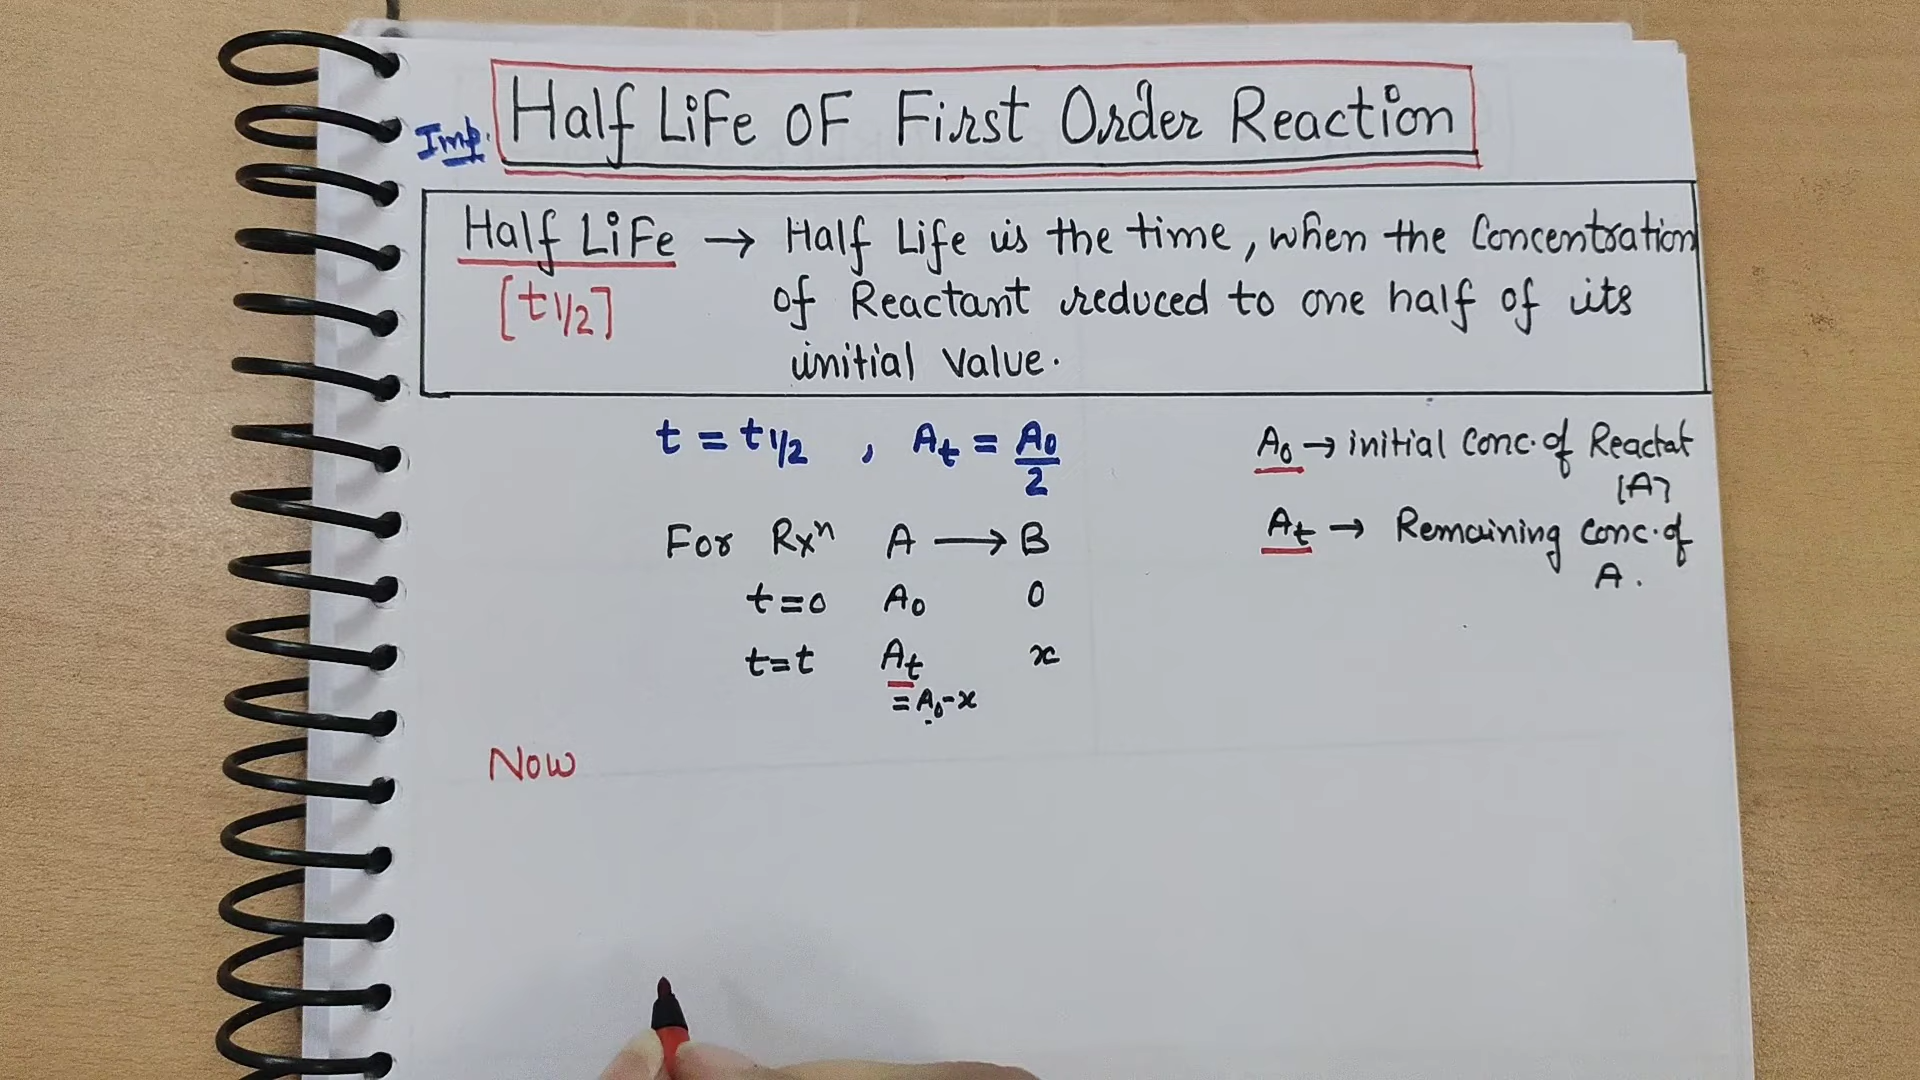 Half Life OF First Order Reaction
Imp.
Half Life → Half Life is the time, when the Concentration
[t1/2] of Reactant reduced to one half of its
initial value.
t = t1/2 , At = A0/2
A0 → initial Conc. of Reactat
[A]
For Rxn A → B
At → Remaining Conc. of
A.
t=0 A0 0
t=t At x
= A0-x
Now